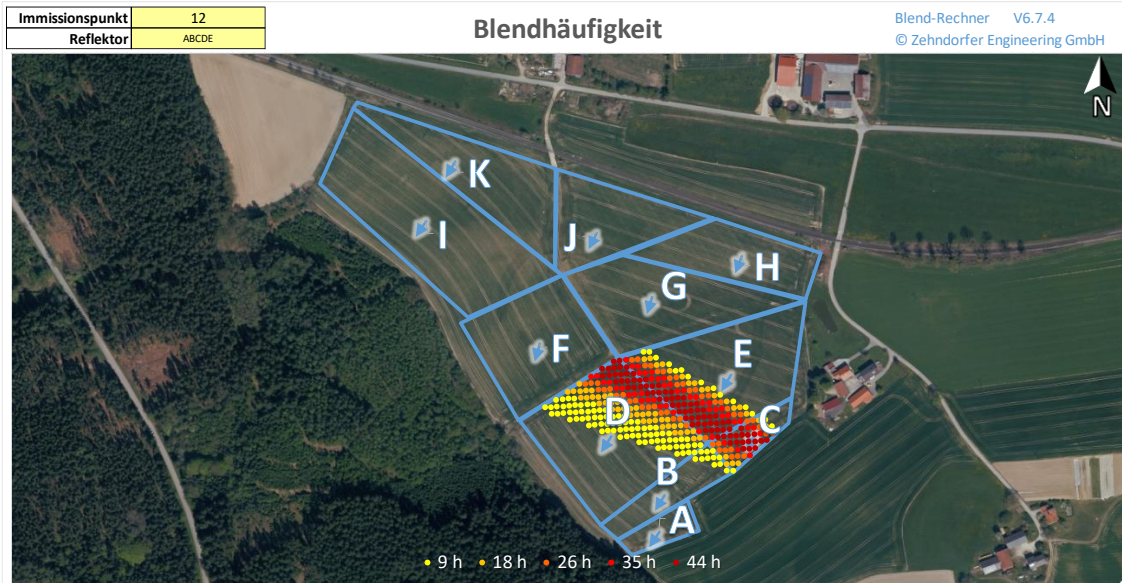 Immissionspunkt 12
Reflektor ABCDE
Blendhäufigkeit
Blend-Rechner V6.7.4
© Zehndorfer Engineering GmbH
N
K
I
J
H
G
F
E
D
C
B
A
9 h 18 h 26 h 35 h 44 h